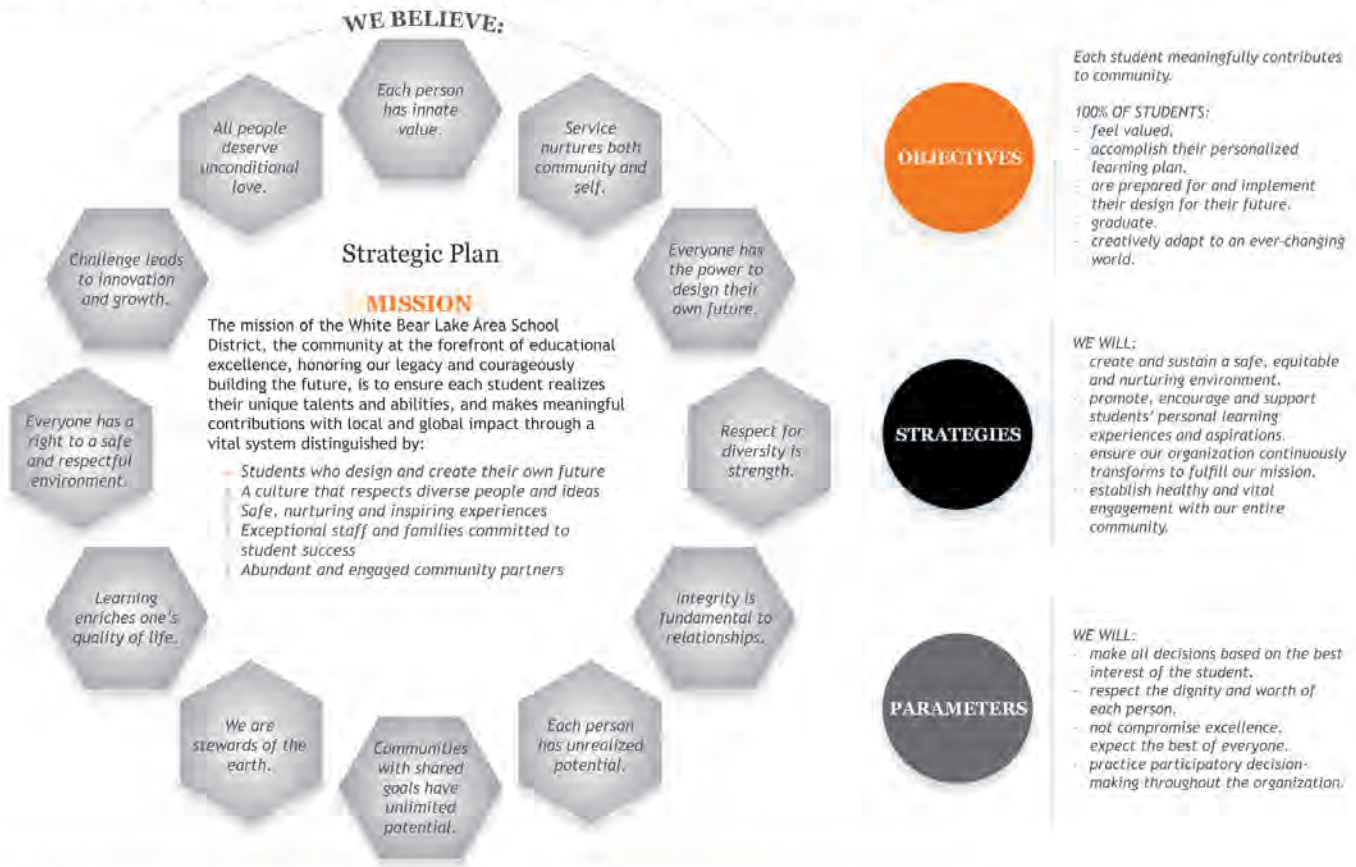 WE BELIEVE:
Each person
has innate
value.
Service
nurtures both
community and
self.
Everyone has
the power to
design their
own future.
Respect for
diversity is
strength.
Integrity is
fundamental to
relationships.
Each person
has unrealized
potential.
Communities
with shared
goals have
unlimited
potential.
We are
stewards of the
earth.
Learning
enriches one's
quality of life.
Everyone has a
right to a safe
and respectful
environment.
Challenge leads
to innovation
and growth.
All people
deserve
unconditional
love.
Strategic Plan
MISSION
The mission of the White Bear Lake Area School
District, the community at the forefront of educational
excellence, honoring our legacy and courageously
building the future, is to ensure each student realizes
their unique talents and abilities, and makes meaningful
contributions with local and global impact through a
vital system distinguished by:
Students who design and create their own future
A culture that respects diverse people and ideas
Safe, nurturing and inspiring experiences
Exceptional staff and families committed to
student success
Abundant and engaged community partners
OBJECTIVES
Each student meaningfully contributes
to community.
100% OF STUDENTS:
- feel valued.
- accomplish their personalized
learning plan.
- are prepared for and implement
their design for their future.
- graduate.
- creatively adapt to an ever-changing
world.
STRATEGIES
WE WILL:
create and sustain a safe, equitable
and nurturing environment.
- promote, encourage and support
students' personal learning
experiences and aspirations.
- ensure our organization continuously
transforms to fulfill our mission.
- establish healthy and vital
engagement with our entire
community.
PARAMETERS
WE WILL:
- make all decisions based on the best
interest of the student.
- respect the dignity and worth of
each person.
- not compromise excellence.
expect the best of everyone.
- practice participatory decision-
making throughout the organization.